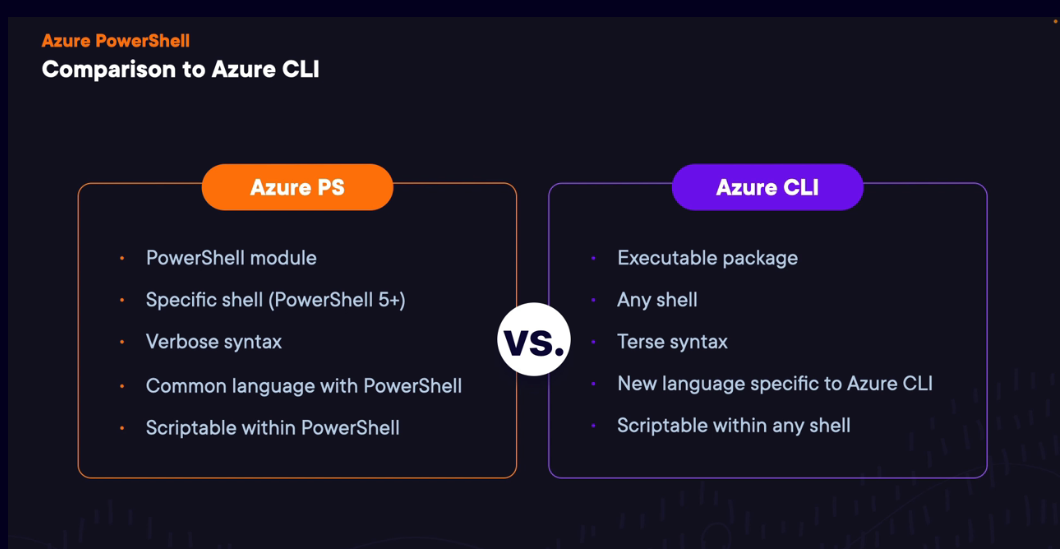 Azure PowerShell
Comparison to Azure CLI
Azure PS
• PowerShell module
• Specific shell (PowerShell 5+)
• Verbose syntax
• Common language with PowerShell
• Scriptable within PowerShell
vs.
Azure CLI
• Executable package
• Any shell
• Terse syntax
• New language specific to Azure CLI
• Scriptable within any shell